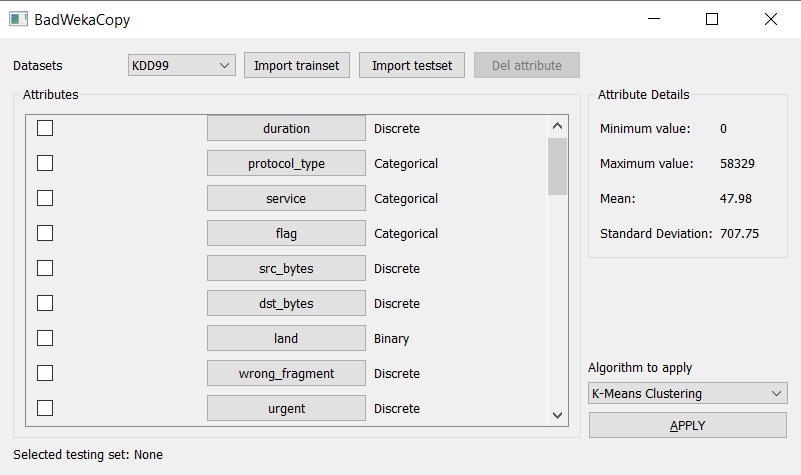 BadWekaCopy
Datasets KDD99 Import trainset Import testset Del attribute
Attributes
duration Discrete
protocol_type Categorical
service Categorical
flag Categorical
src_bytes Discrete
dst_bytes Discrete
land Binary
wrong_fragment Discrete
urgent Discrete
Attribute Details
Minimum value: 0
Maximum value: 58329
Mean: 47.98
Standard Deviation: 707.75
Algorithm to apply
K-Means Clustering
APPLY
Selected testing set: None